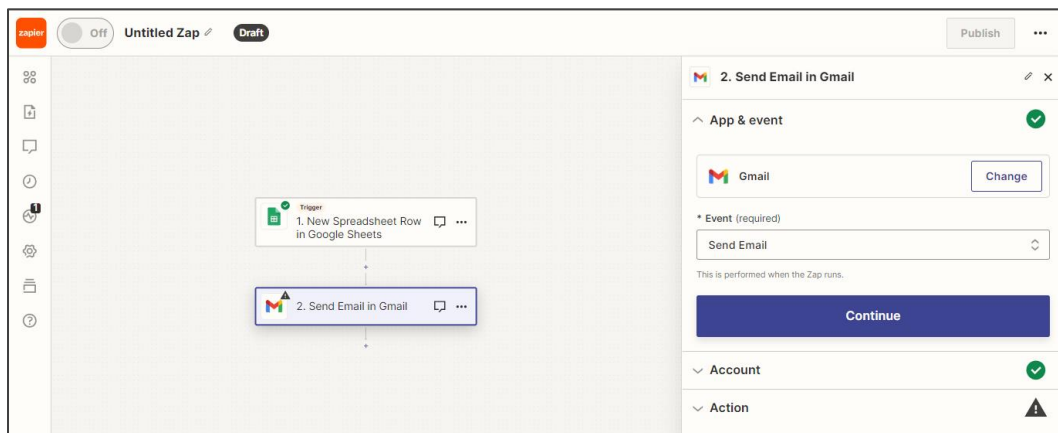 zapier
Off
Untitled Zap
Draft
Publish
1
Trigger
1. New Spreadsheet Row
in Google Sheets
2. Send Email in Gmail
2. Send Email in Gmail
App & event
Gmail
Change
* Event (required)
Send Email
This is performed when the Zap runs.
Continue
Account
Action